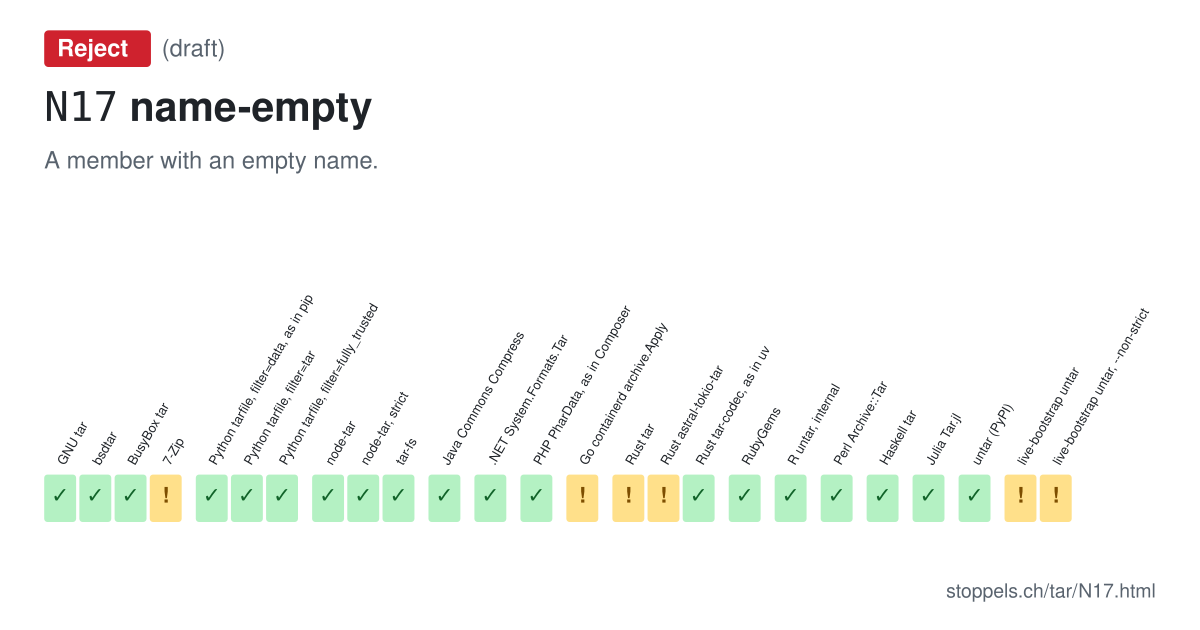 Reject (draft)
N17 name-empty
A member with an empty name.
GNU tar
bsdtar
BusyBox tar
7-Zip
Python tarfile, filter=data, as in pip
Python tarfile, filter=tar
Python tarfile, filter=fully_trusted
node-tar
node-tar, strict
tar-fs
Java Commons Compress
.NET System.Formats.Tar
PHP PharData, as in Composer
Go containerd archive.Apply
Rust tar
Rust astral-tokio-tar
Rust tar-codec, as in uv
RubyGems
R untar, internal
Perl Archive::Tar
Haskell tar
Julia Tar.jl
untar (PyPI)
live-bootstrap untar
live-bootstrap untar, --non-strict
✓ ✓ ✓ ! ✓ ✓ ✓ ✓ ✓ ✓ ✓ ✓ ✓ ! ! ! ✓ ✓ ✓ ✓ ✓ ✓ ✓ ! !
stoppels.ch/tar/N17.html